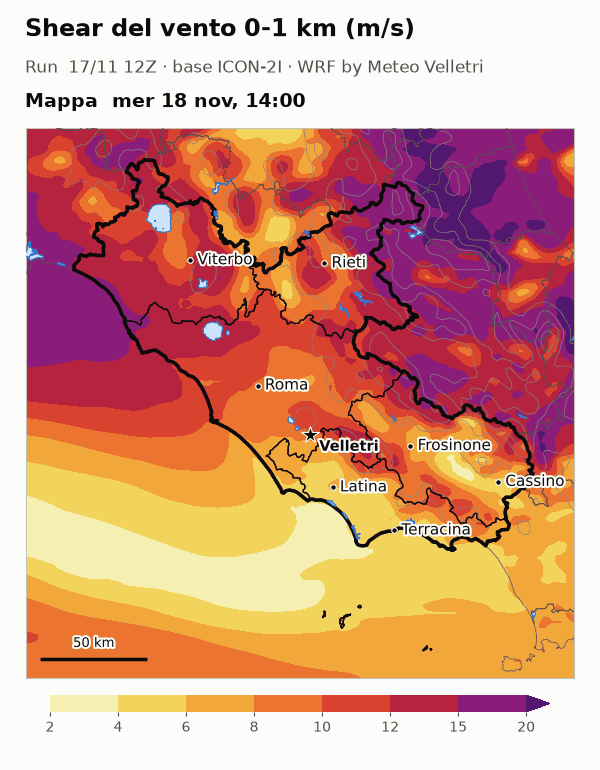 Shear del vento 0-1 km (m/s)
Run  17/11 12Z · base ICON-2I · WRF by Meteo Velletri
Mappa  mer 18 nov, 14:00
Viterbo
Rieti
Roma
Velletri
Frosinone
Cassino
Latina
Terracina
50 km
2 4 6 8 10 12 15 20